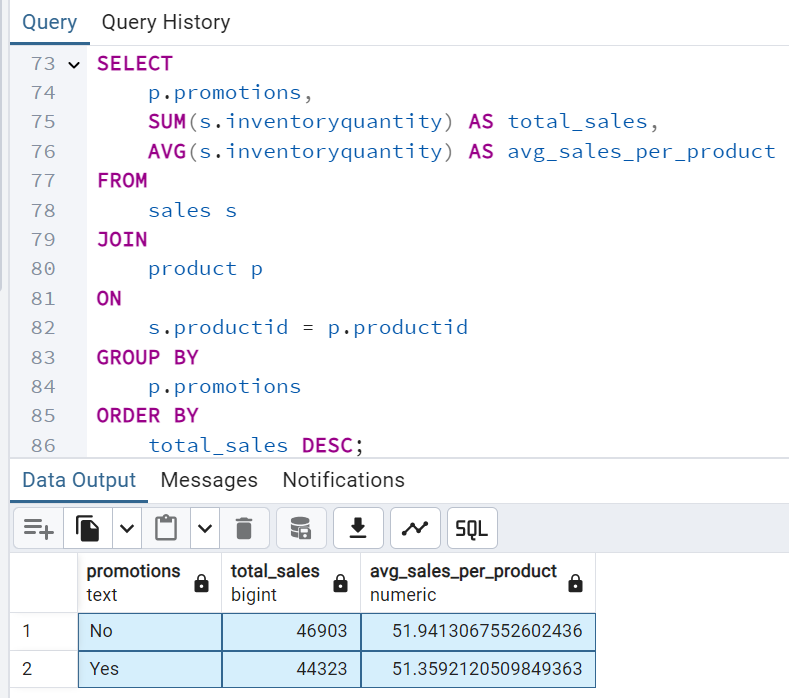 Query Query History
73 SELECT
74 p.promotions,
75 SUM(s.inventoryquantity) AS total_sales,
76 AVG(s.inventoryquantity) AS avg_sales_per_product
77 FROM
78 sales s
79 JOIN
80 product p
81 ON
82 s.productid = p.productid
83 GROUP BY
84 p.promotions
85 ORDER BY
86 total_sales DESC;
Data Output Messages Notifications
SQL
promotions total_sales avg_sales_per_product
text bigint numeric
1 No 46903 51.9413067552602436
2 Yes 44323 51.3592120509849363